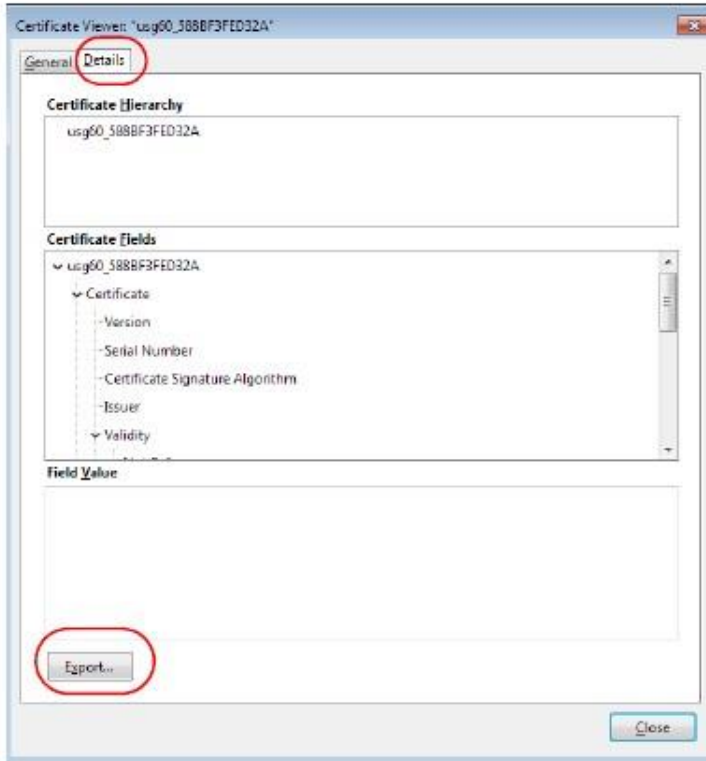 Certificate Viewer: "usg60_588BF3FED32A"
General Details
Certificate Hierarchy
usg60_588BF3FED32A
Certificate Fields
usg60_588BF3FED32A
Certificate
Version
Serial Number
Certificate Signature Algorithm
Issuer
Validity
Field Value
Export...
Close